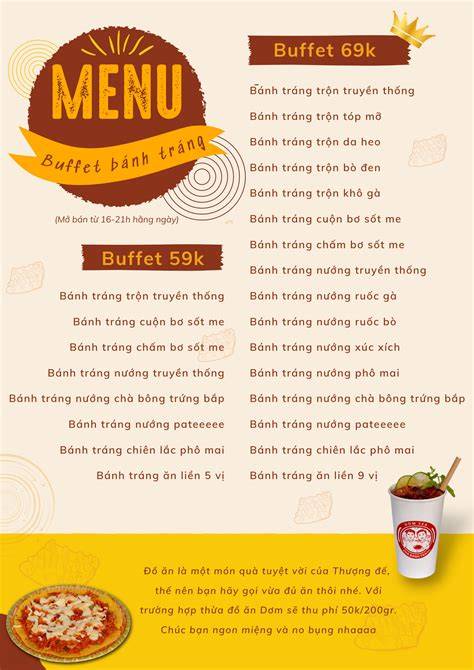 MENU
Buffet bánh tráng
(Mở bán từ 16-21h hằng ngày)
Buffet 59k
Bánh tráng trộn truyền thống
Bánh tráng cuộn bơ sốt me
Bánh tráng chấm bơ sốt me
Bánh tráng nướng truyền thống
Bánh tráng nướng chà bông trứng bắp
Bánh tráng nướng pateeeee
Bánh tráng chiên lắc phô mai
Bánh tráng ăn liền 5 vị
Buffet 69k
Bánh tráng trộn truyền thống
Bánh tráng trộn tóp mỡ
Bánh tráng trộn da heo
Bánh tráng trộn bò đen
Bánh tráng trộn khô gà
Bánh tráng cuộn bơ sốt me
Bánh tráng chấm bơ sốt me
Bánh tráng nướng truyền thống
Bánh tráng nướng ruốc gà
Bánh tráng nướng ruốc bò
Bánh tráng nướng xúc xích
Bánh tráng nướng phô mai
Bánh tráng nướng chà bông trứng bắp
Bánh tráng nướng pateeeee
Bánh tráng chiên lắc phô mai
Bánh tráng ăn liền 9 vị
Đồ ăn là một món quà tuyệt vời của Thượng đế,
thế nên bạn hãy gọi vừa đủ ăn thôi nhé. Với
trường hợp thừa đồ ăn Dơm sẽ thu phí 50k/200gr.
Chúc bạn ngon miệng và no bụng nhaaaa